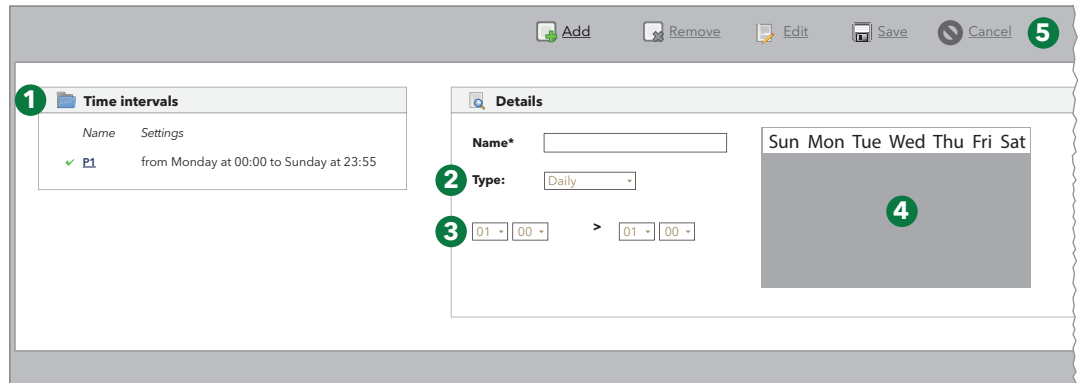 Add Remove Edit Save Cancel 5
1 Time intervals
Name Settings
P1 from Monday at 00:00 to Sunday at 23:55
Details
Name*
Sun Mon Tue Wed Thu Fri Sat
2 Type: Daily
4
3 01 00 > 01 00